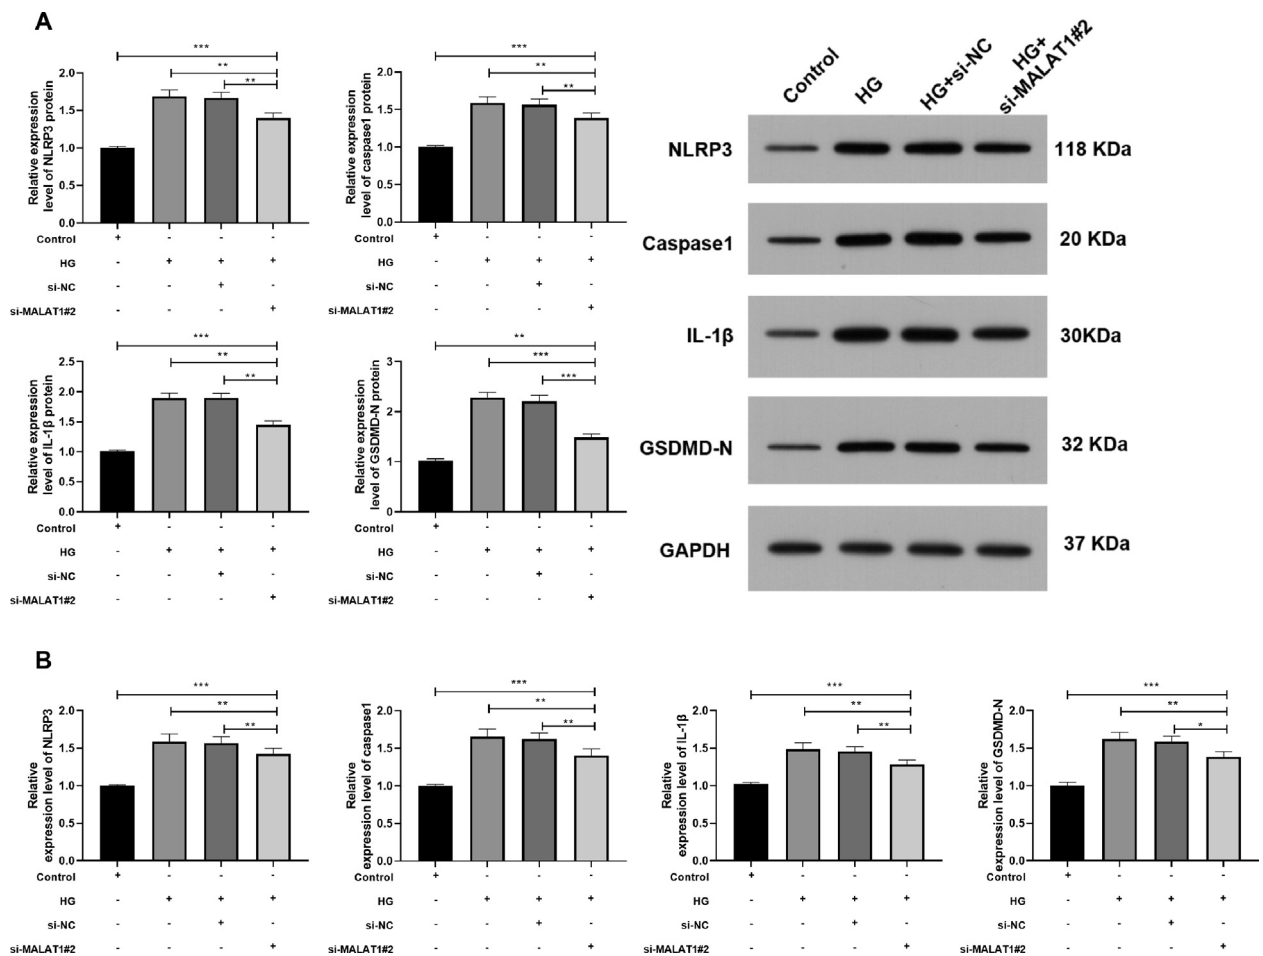 A
***
**
**
2.0
1.5
1.0
0.5
0.0
Relative expression
level of NLRP3 protein
Control + - - -
HG - + + +
si-NC - - + -
si-MALAT1#2 - - - +
***
**
**
2.0
1.5
1.0
0.5
0.0
Relative expression
level of caspase1 protein
Control + - - -
HG - + + +
si-NC - - + -
si-MALAT1#2 - - - +
***
**
**
2.5
2.0
1.5
1.0
0.5
0.0
Relative expression
level of IL-1β protein
Control + - - -
HG - + + +
si-NC - - + -
si-MALAT1#2 - - - +
**
***
***
3
2
1
0
Relative expression
level of GSDMD-N protein
Control + - - -
HG - + + +
si-NC - - + -
si-MALAT1#2 - - - +
Control
HG
HG+si-NC
HG+
si-MALAT1#2
NLRP3 118 KDa
Caspase1 20 KDa
IL-1β 30KDa
GSDMD-N 32 KDa
GAPDH 37 KDa
B
***
**
**
2.0
1.5
1.0
0.5
0.0
Relative
expression level of NLRP3
Control + - - -
HG - + + +
si-NC - - + -
si-MALAT1#2 - - - +
***
**
**
2.0
1.5
1.0
0.5
0.0
Relative
expression level of caspase1
Control + - - -
HG - + + +
si-NC - - + -
si-MALAT1#2 - - - +
***
**
**
2.0
1.5
1.0
0.5
0.0
Relative
expression level of IL-1β
Control + - - -
HG - + + +
si-NC - - + -
si-MALAT1#2 - - - +
***
**
*
2.0
1.5
1.0
0.5
0.0
Relative
expression level of GSDMD-N
Control + - - -
HG - + + +
si-NC - - + -
si-MALAT1#2 - - - +